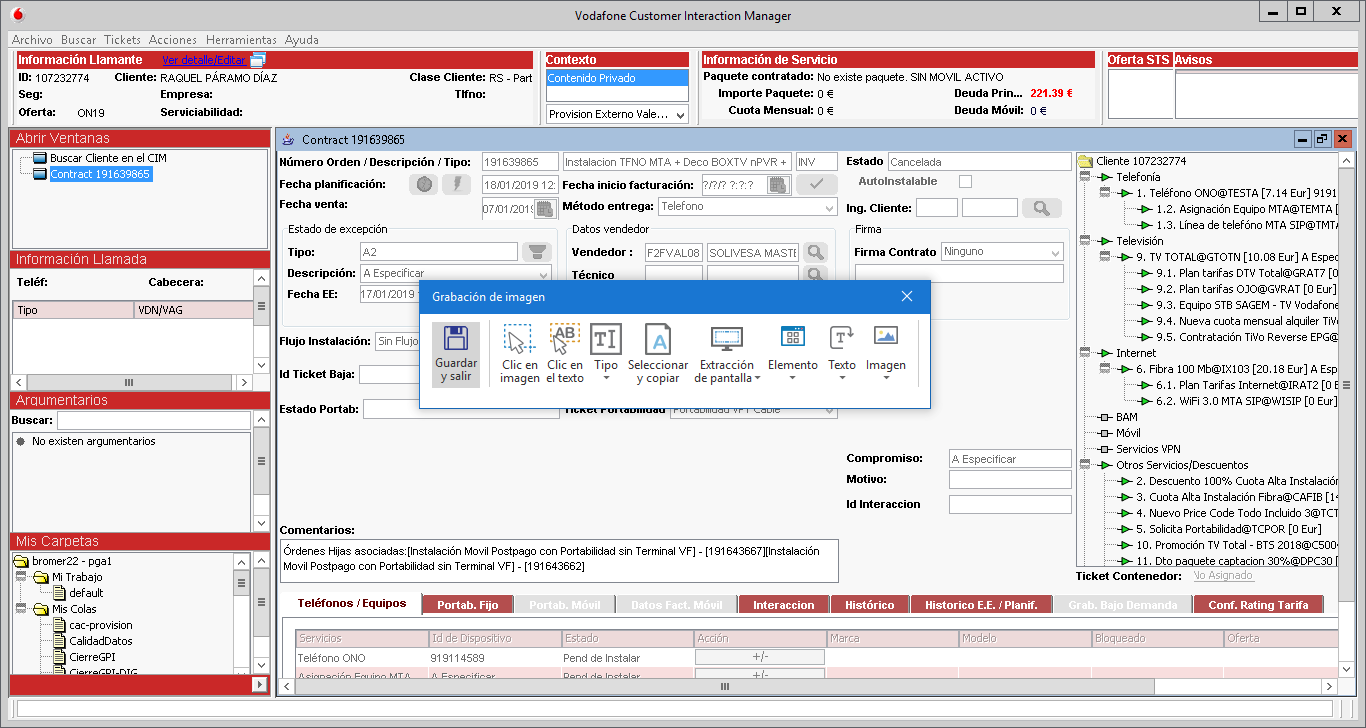 Vodafone Customer Interaction Manager
Archivo Buscar Tickets Acciones Herramientas Ayuda
Información Llamante Ver detalle/Editar
ID: 107232774 Cliente: RAQUEL PÁRAMO DÍAZ Clase Cliente: RS - Part
Seg: Empresa: Tlfno:
Oferta: ON19 Serviciabilidad:
Contexto
Contenido Privado
Provision Externo Vale...
Información de Servicio
Paquete contratado: No existe paquete. SIN MOVIL ACTIVO
Importe Paquete: 0 € Deuda Prin... 221.39 €
Cuota Mensual: 0 € Deuda Móvil: 0 €
Oferta STS Avisos
Abrir Ventanas
Buscar Cliente en el CIM
Contract 191639865
Información Llamada
Teléf: Cabecera:
Tipo VDN/VAG
Argumentarios
Buscar:
No existen argumentarios
Mis Carpetas
bromer22 - pga1
Mi Trabajo
default
Mis Colas
cac-provision
CalidadDatos
CierreGPI
CierreGPI-DIG
Contract 191639865
Número Orden / Descripción / Tipo: 191639865 Instalacion TFNO MTA + Deco BOXTV nPVR + INV Estado Cancelada
Fecha planificación: 18/01/2019 12: Fecha inicio facturación: ?/?/? ?:?:? AutoInstalable
Fecha venta: 07/01/201 Método entrega: Telefono Ing. Cliente:
Estado de excepción Datos vendedor Firma
Tipo: A2 Vendedor : F2FVAL08 SOLIVESA MASTE Firma Contrato Ninguno
Descripción: A Especificar Técnico
Fecha EE: 17/01/2019
Flujo Instalación: Sin Flujo
Id Ticket Baja:
Estado Portab: Ticket Portabilidad Portabilidad VPT Cable
Grabación de imagen
Guardar y salir
Clic en imagen
Clic en el texto
Tipo
Seleccionar y copiar
Extracción de pantalla
Elemento
Texto
Imagen
Compromiso: A Especificar
Motivo:
Id Interaccion
Comentarios:
Órdenes Hijas asociadas:[Instalación Movil Postpago con Portabilidad sin Terminal VF] - [191643667][Instalación
Movil Postpago con Portabilidad sin Terminal VF] - [191643662]
Cliente 107232774
Telefonía
1. Teléfono ONO@TESTA [7.14 Eur] 9191
1.2. Asignación Equipo MTA@TEMTA [
1.3. Línea de telefóno MTA SIP@TMTA
Televisión
9. TV TOTAL@GTOTN [10.08 Eur] A Espec
9.1. Plan tarifas DTV Total@GRAT7 [0
9.2. Plan tarifas OJO@GVRAT [0 Eur]
9.3. Equipo STB SAGEM - TV Vodafone
9.4. Nueva cuota mensual alquiler TiVo
9.5. Contratación TiVo Reverse EPG@
Internet
6. Fibra 100 Mb@IX103 [20.18 Eur] A Esp
6.1. Plan Tarifas Internet@IRAT2 [0 E
6.2. WiFi 3.0 MTA SIP@WISIP [0 Eur]
BAM
Móvil
Servicios VPN
Otros Servicios/Descuentos
2. Descuento 100% Cuota Alta Instalación
3. Cuota Alta Instalación Fibra@CAFIB [14
4. Nuevo Price Code Todo Incluido 3@TCT
5. Solicita Portabilidad@TCPOR [0 Eur]
10. Promoción TV Total - BTS 2018@C500
11. Dto paquete captacion 30%@DPC30 [
Ticket Contenedor: No Asignado
Teléfonos / Equipos Portab. Fijo Portab. Móvil Datos Fact. Móvil Interaccion Histórico Historico E.E. / Planif. Grab. Bajo Demanda Conf. Rating Tarifa
Servicios Id de Dispositivo Estado Acción Marca Modelo Bloqueado Oferta
Teléfono ONO 919114589 Pend de Instalar +/-
Asignación Equipo MTA A Especificar Pend de Instalar +/-